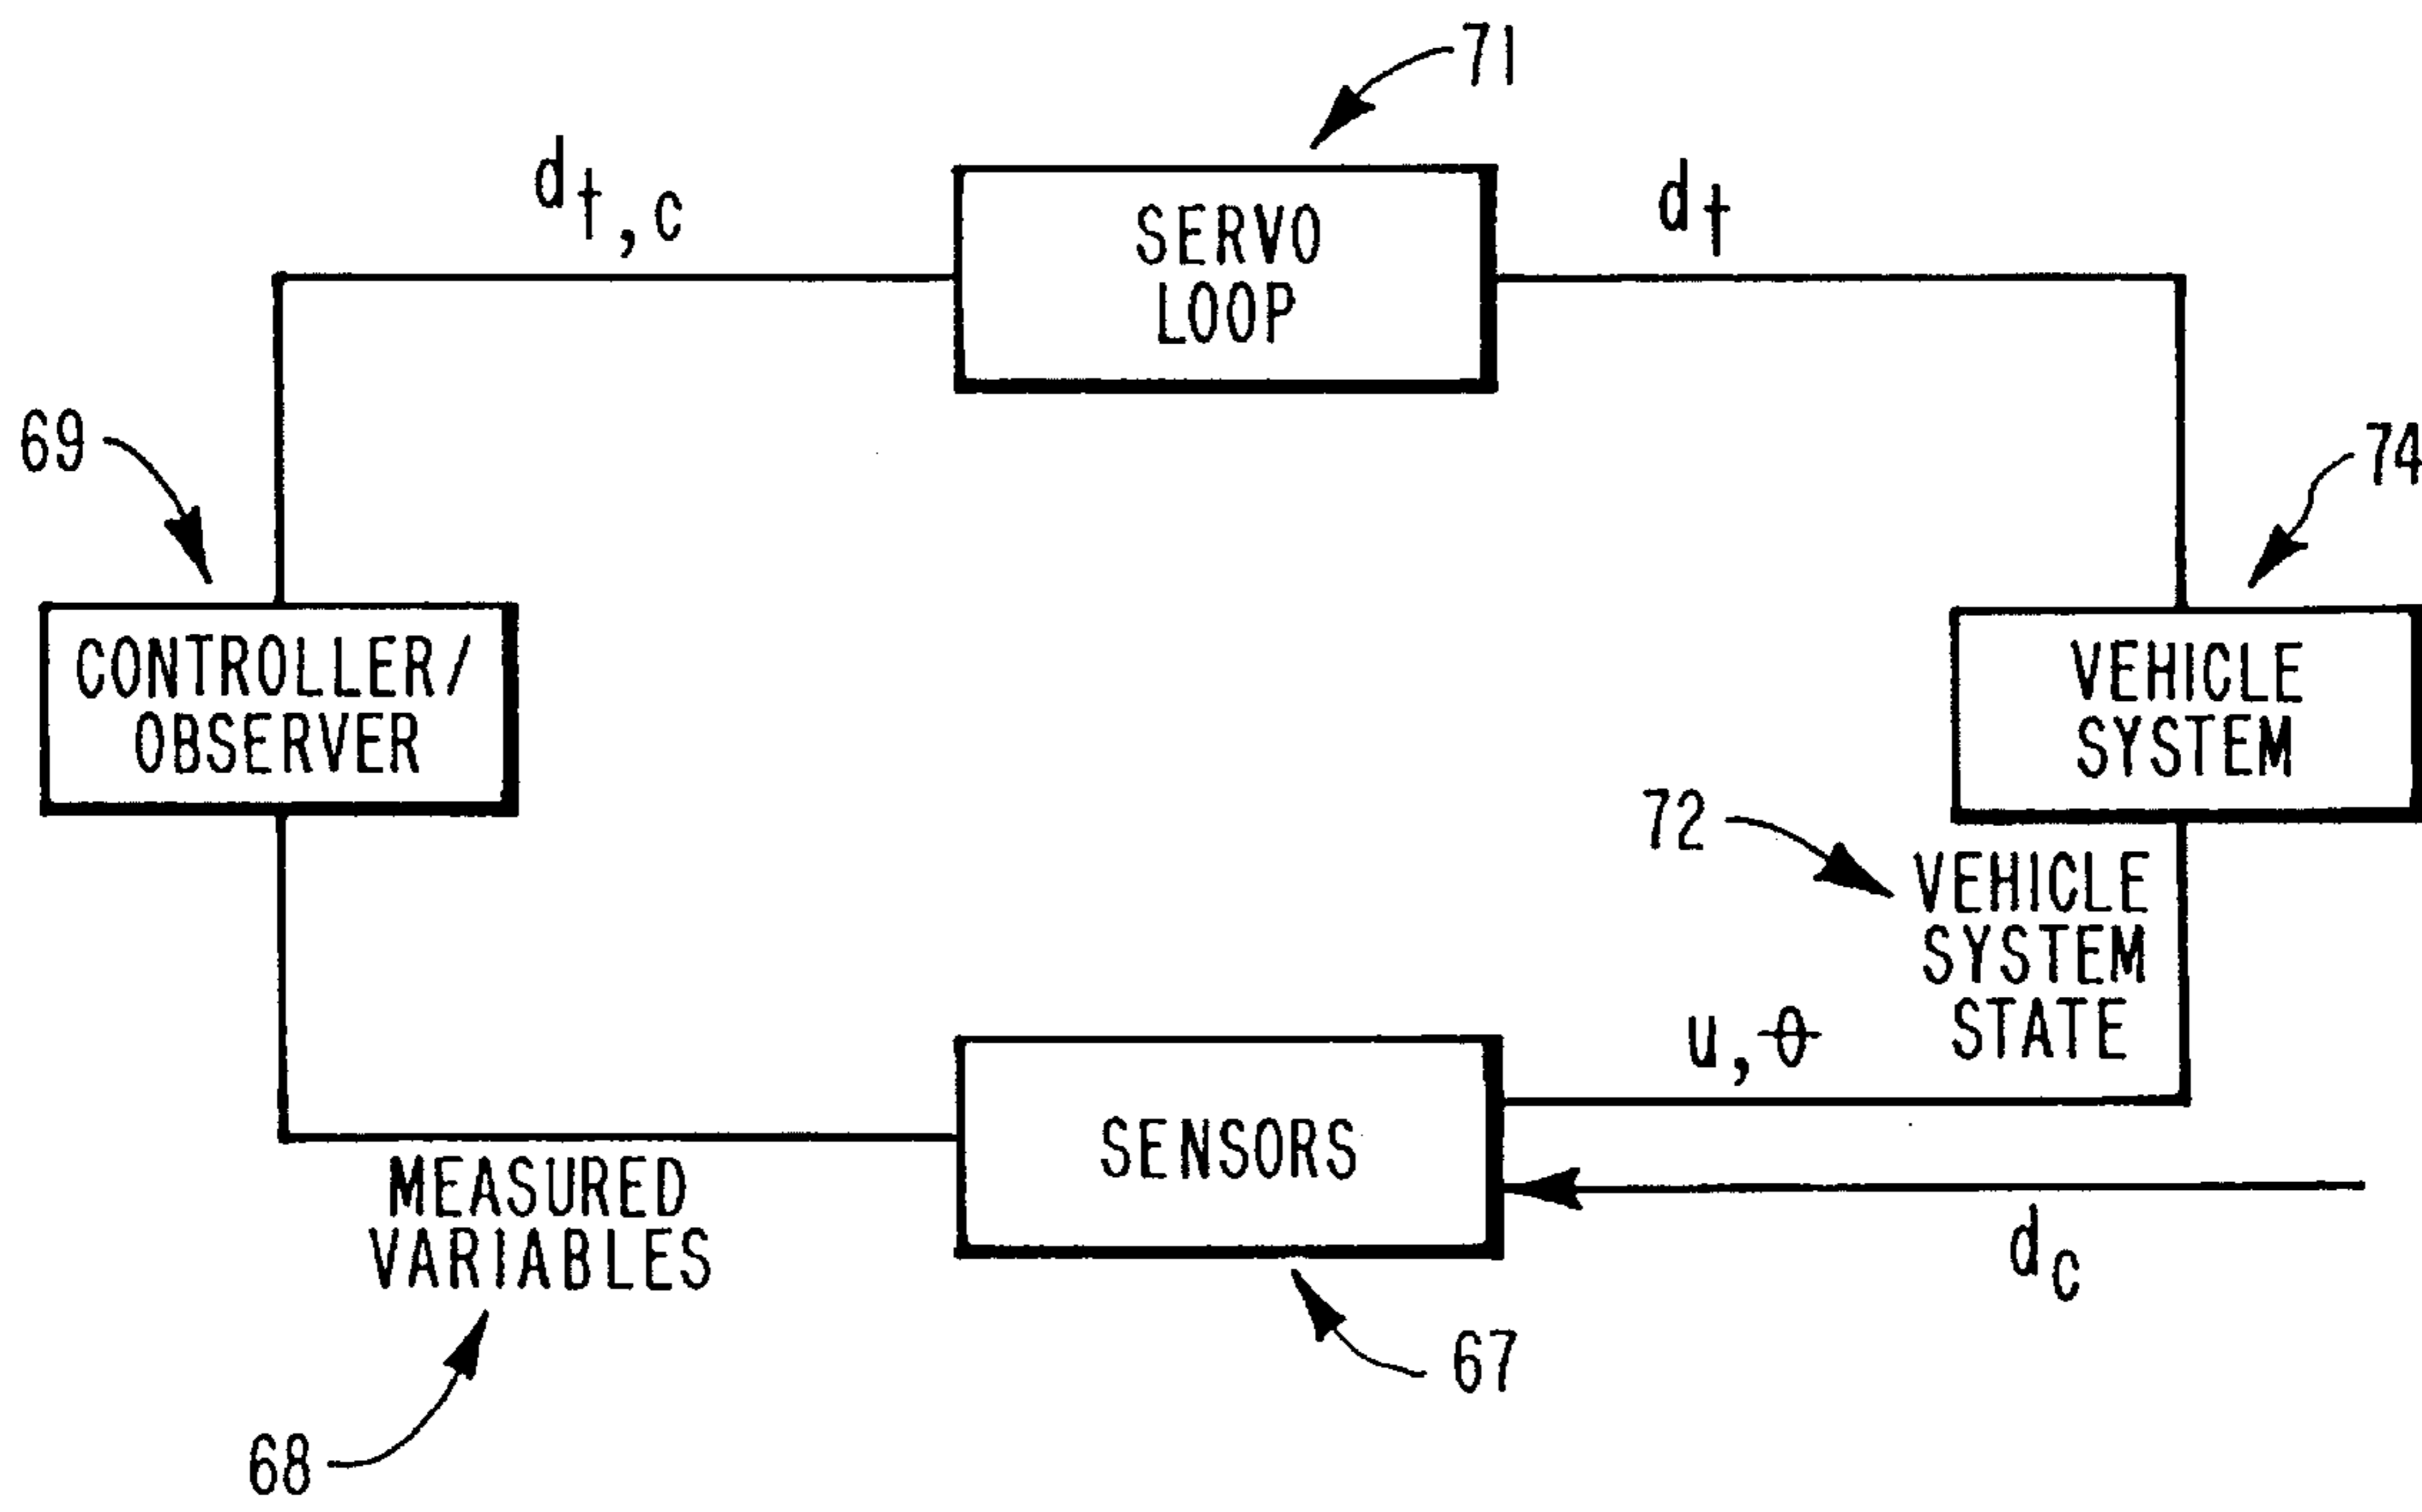 71
d_t,c
SERVO
LOOP
d_t
69
74
CONTROLLER/
OBSERVER
VEHICLE
SYSTEM
72
VEHICLE
SYSTEM
STATE
u, θ
SENSORS
MEASURED
VARIABLES
d_c
67
68